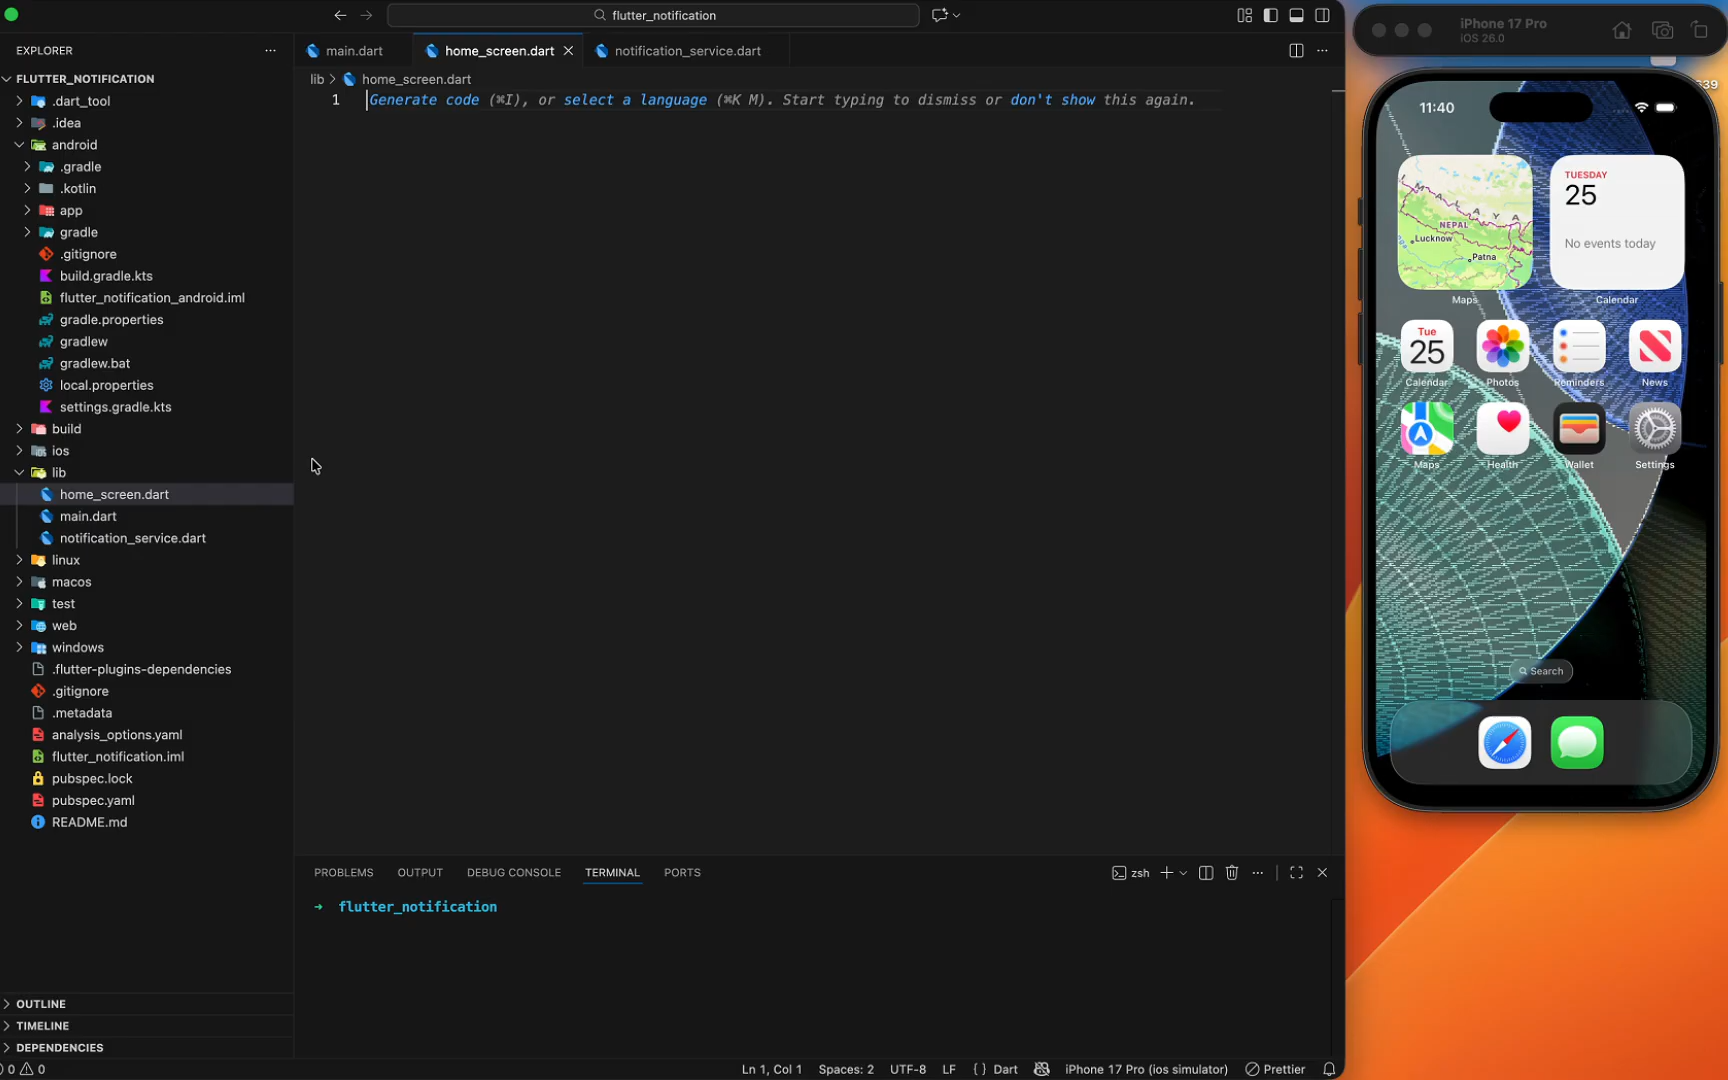 flutter_notification
EXPLORER
FLUTTER_NOTIFICATION
.dart_tool
.idea
android
.gradle
.kotlin
app
gradle
.gitignore
build.gradle.kts
flutter_notification_android.iml
gradle.properties
gradlew
gradlew.bat
local.properties
settings.gradle.kts
build
ios
lib
home_screen.dart
main.dart
notification_service.dart
linux
macos
test
web
windows
.flutter-plugins-dependencies
.gitignore
.metadata
analysis_options.yaml
flutter_notification.iml
pubspec.lock
pubspec.yaml
README.md
OUTLINE
TIMELINE
DEPENDENCIES
main.dart
home_screen.dart
notification_service.dart
lib > home_screen.dart
1 Generate code (⌘I), or select a language (⌘K M). Start typing to dismiss or don't show this again.
PROBLEMS OUTPUT DEBUG CONSOLE TERMINAL PORTS
zsh
→ flutter_notification
0 0
Ln 1, Col 1 Spaces: 2 UTF-8 LF { } Dart iPhone 17 Pro (ios simulator) Prettier
iPhone 17 Pro
iOS 26.0
39
11:40
MALAYA
NEPAL
Lucknow
Patna
Maps
TUESDAY
25
No events today
Calendar
Tue
25
Calendar Photos Reminders News
Maps Health Wallet Settings
Search